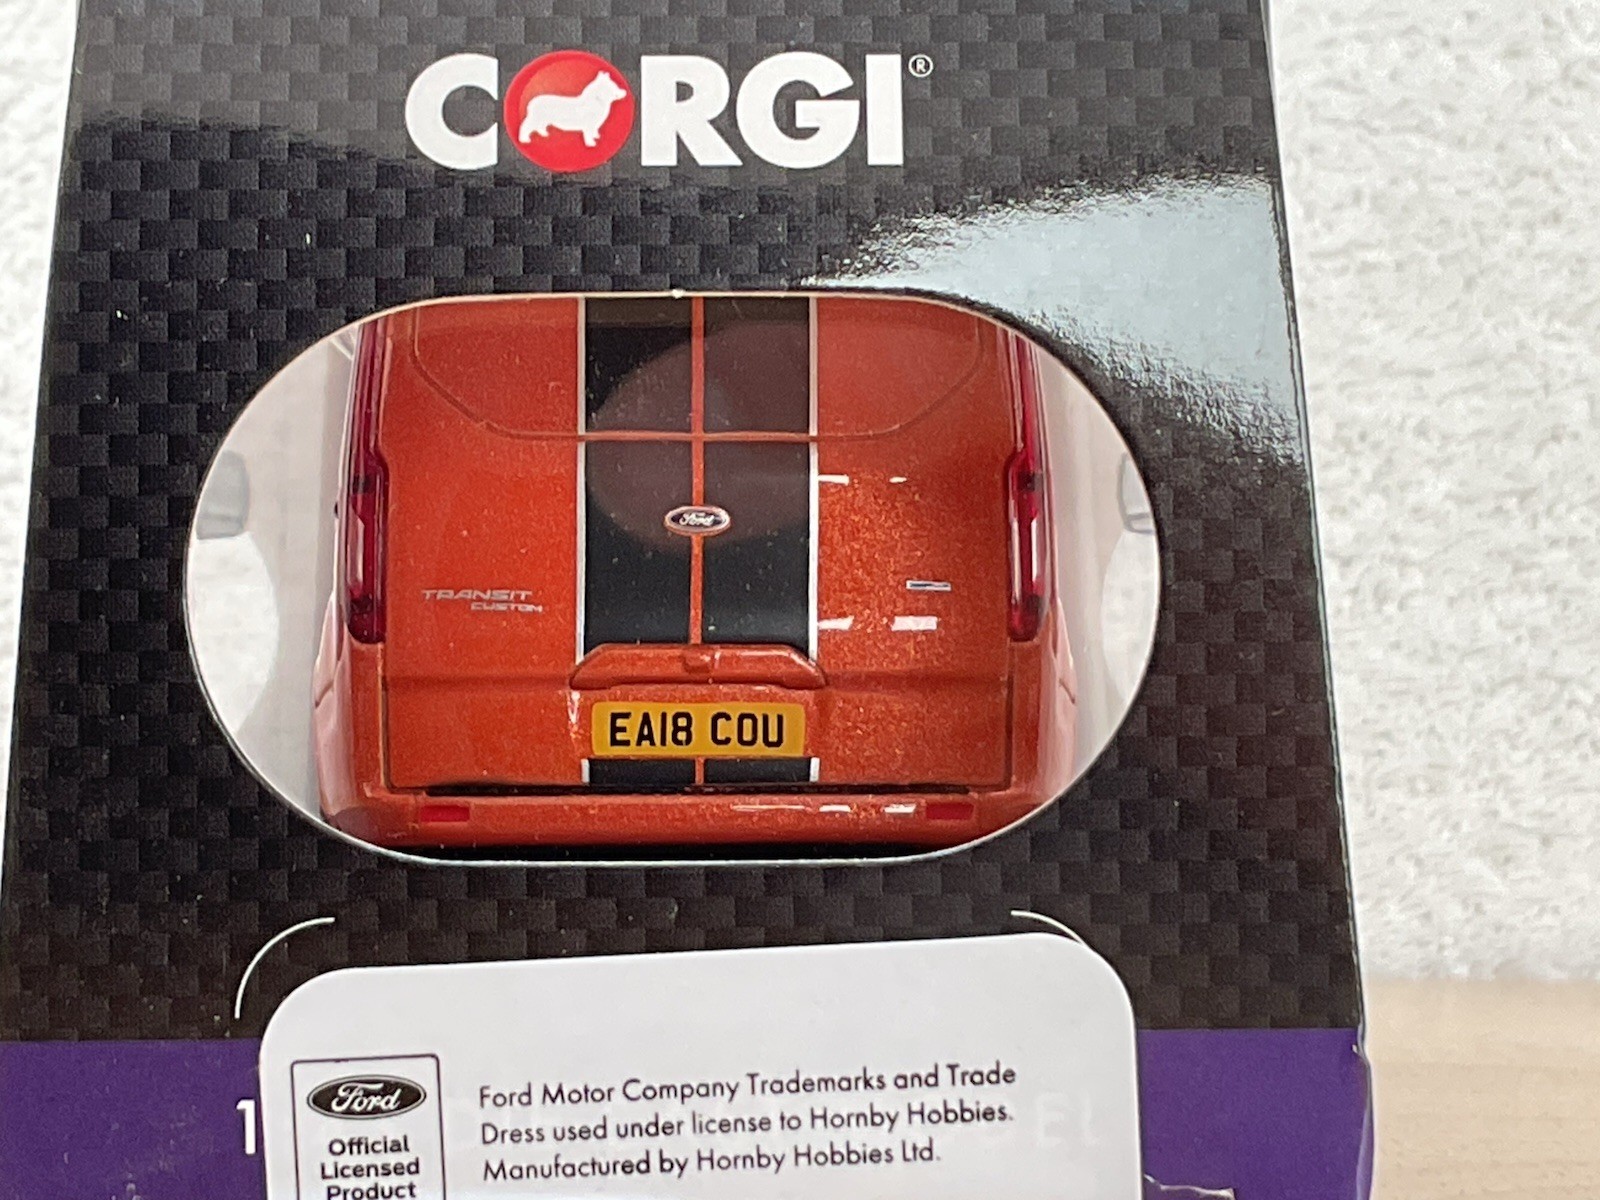 CORGI®
Ford
TRANSIT
CUSTOM
EA18 COU
1
Ford
Official
Licensed
Product
Ford Motor Company Trademarks and Trade
Dress used under license to Hornby Hobbies.
Manufactured by Hornby Hobbies Ltd.